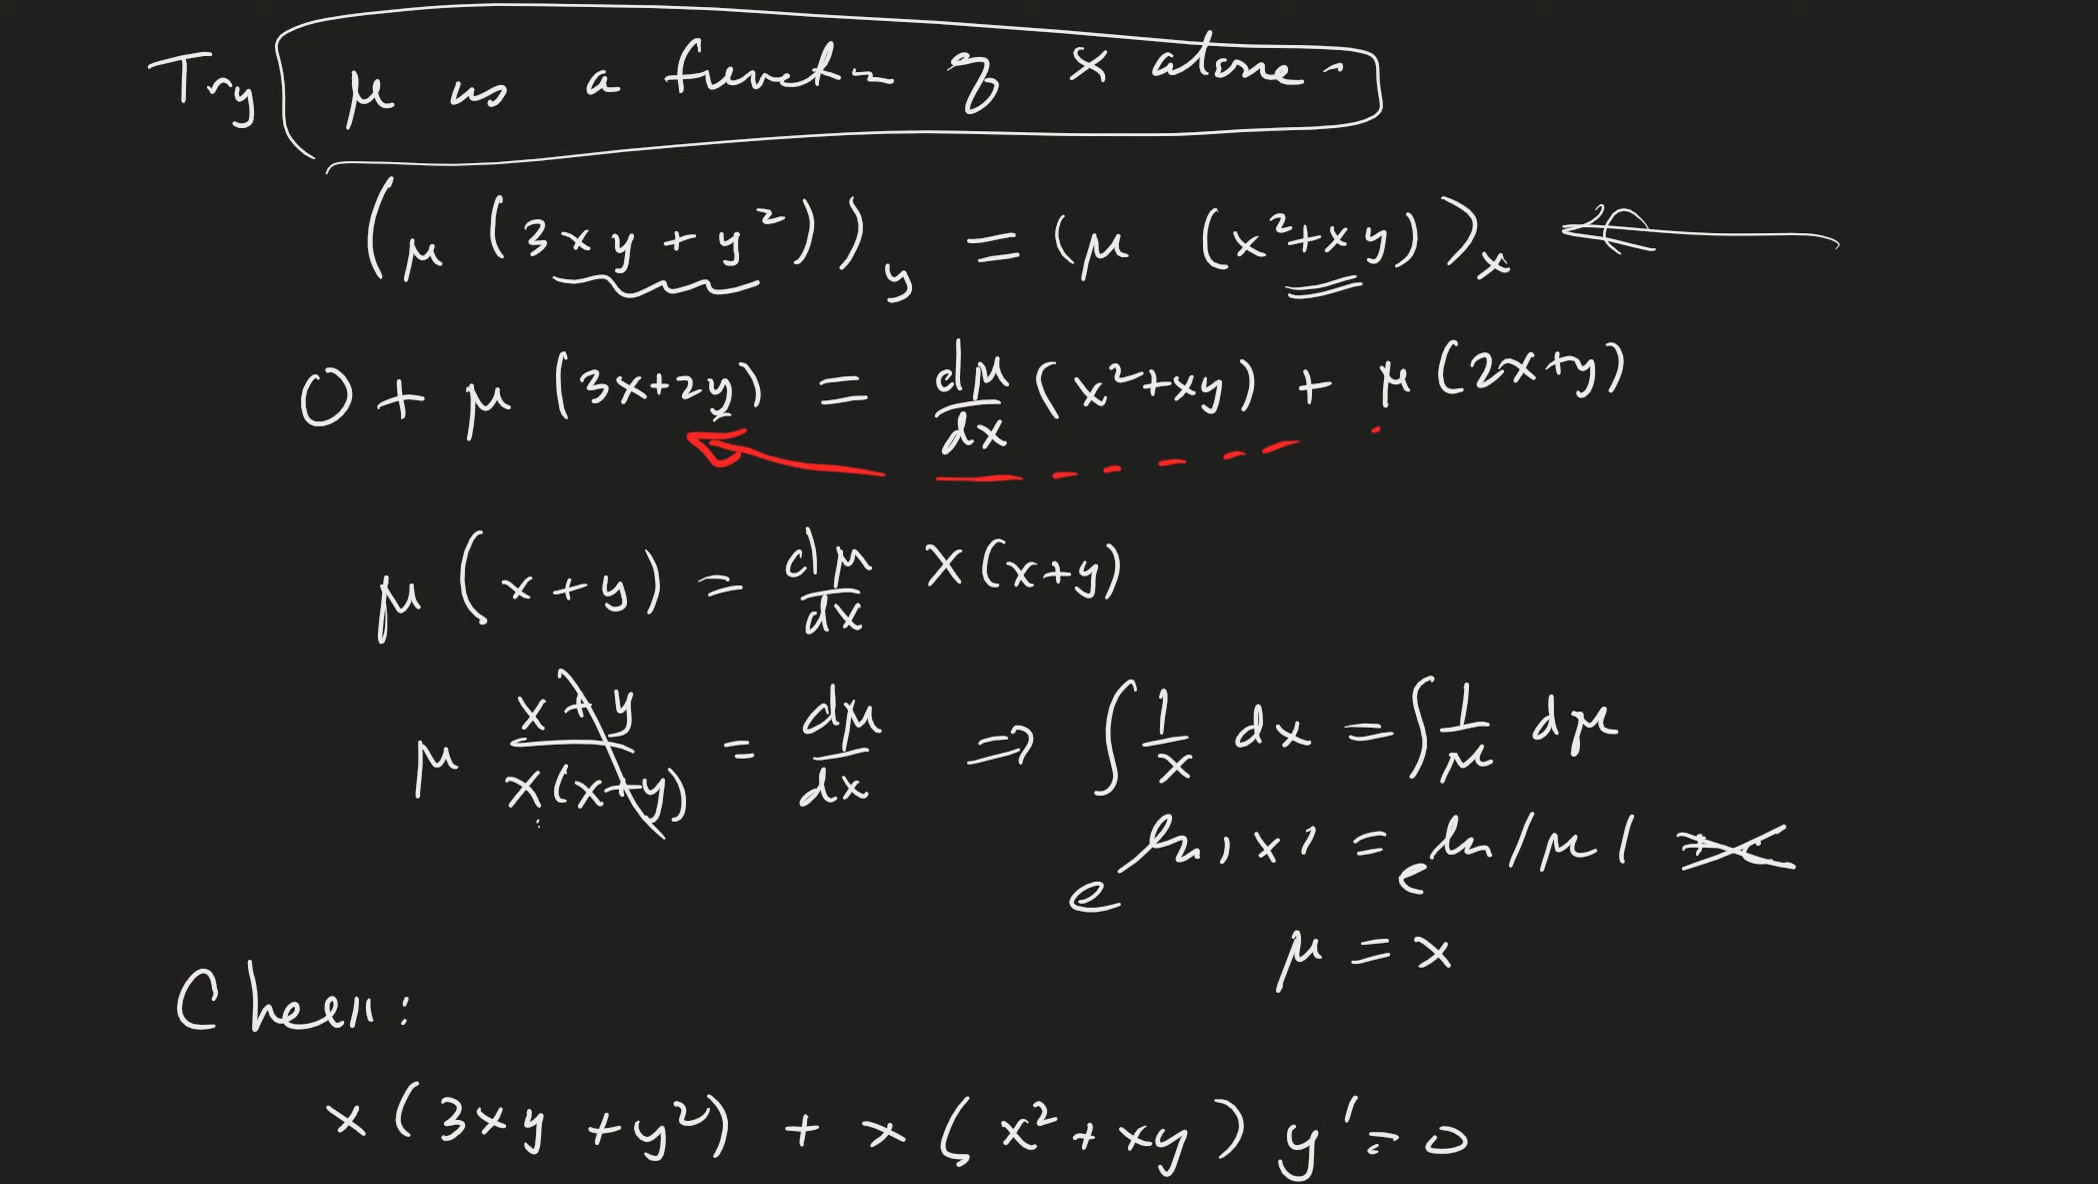 Try μ as a function of x alone.
(μ (3xy + y²))_y = (μ (x²+xy))_x
0 + μ (3x+2y) = dμ/dx (x²+xy) + μ (2x+y)
μ (x+y) = dμ/dx x(x+y)
μ (x+y)/(x(x+y)) = dμ/dx ⇒ ∫ 1/x dx = ∫ 1/μ dμ
e^(ln|x|) = e^(ln|μ|)
μ = x
Check:
x(3xy + y²) + x(x² + xy) y' = 0